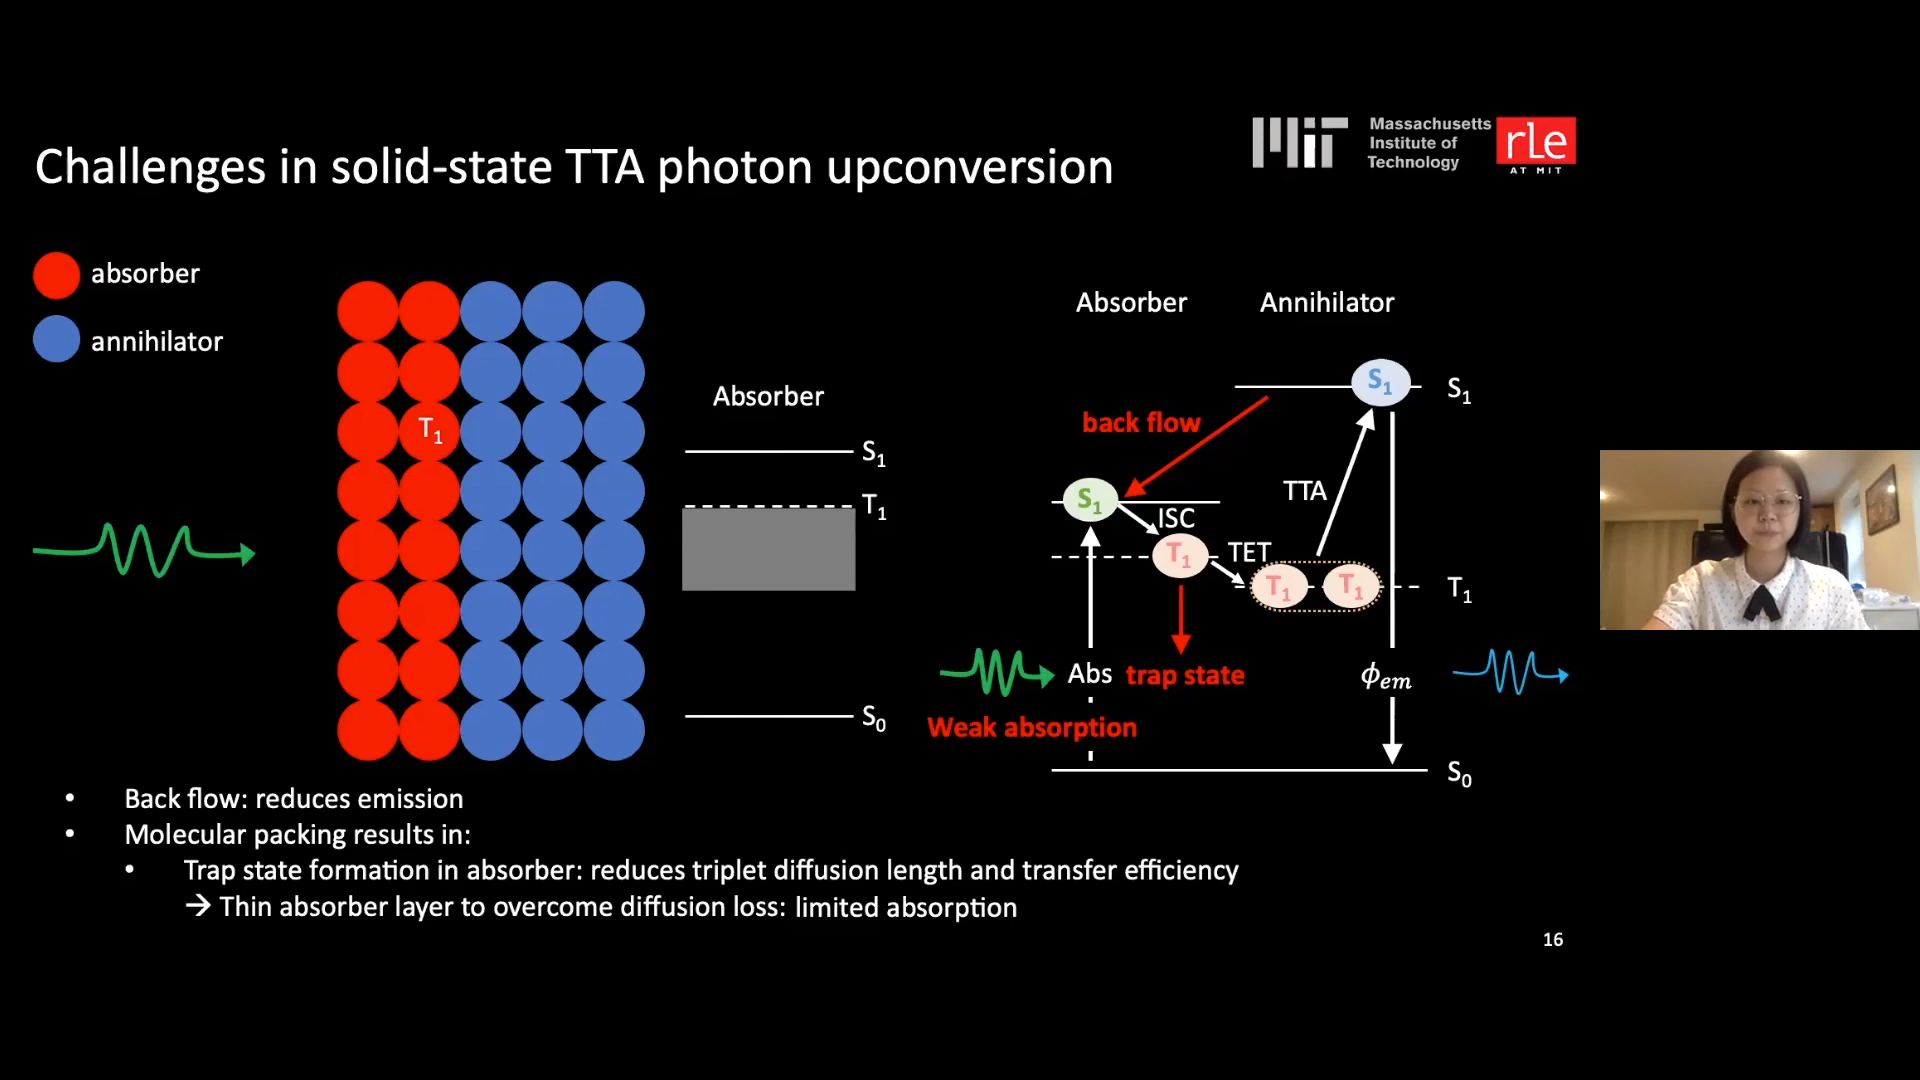 Challenges in solid-state TTA photon upconversion
Massachusetts
Institute of
Technology
rle
AT MIT
absorber
annihilator
T1
Absorber
S1
T1
S0
Absorber
Annihilator
S1
S1
back flow
S1
TTA
ISC
T1
TET
T1
T1
T1
Abs
trap state
ϕem
Weak absorption
S0
• Back flow: reduces emission
• Molecular packing results in:
• Trap state formation in absorber: reduces triplet diffusion length and transfer efficiency
→ Thin absorber layer to overcome diffusion loss: limited absorption
16